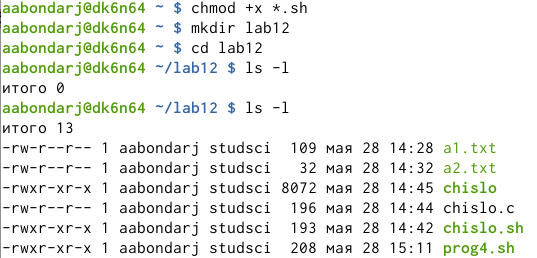 aabondarj@dk6n64 ~ $ chmod +x *.sh
aabondarj@dk6n64 ~ $ mkdir lab12
aabondarj@dk6n64 ~ $ cd lab12
aabondarj@dk6n64 ~/lab12 $ ls -l
итого 0
aabondarj@dk6n64 ~/lab12 $ ls -l
итого 13
-rw-r--r-- 1 aabondarj studsci  109 мая 28 14:28 a1.txt
-rw-r--r-- 1 aabondarj studsci   32 мая 28 14:32 a2.txt
-rwxr-xr-x 1 aabondarj studsci 8072 мая 28 14:45 chislo
-rw-r--r-- 1 aabondarj studsci  196 мая 28 14:44 chislo.c
-rwxr-xr-x 1 aabondarj studsci  193 мая 28 14:42 chislo.sh
-rwxr-xr-x 1 aabondarj studsci  208 мая 28 15:11 prog4.sh